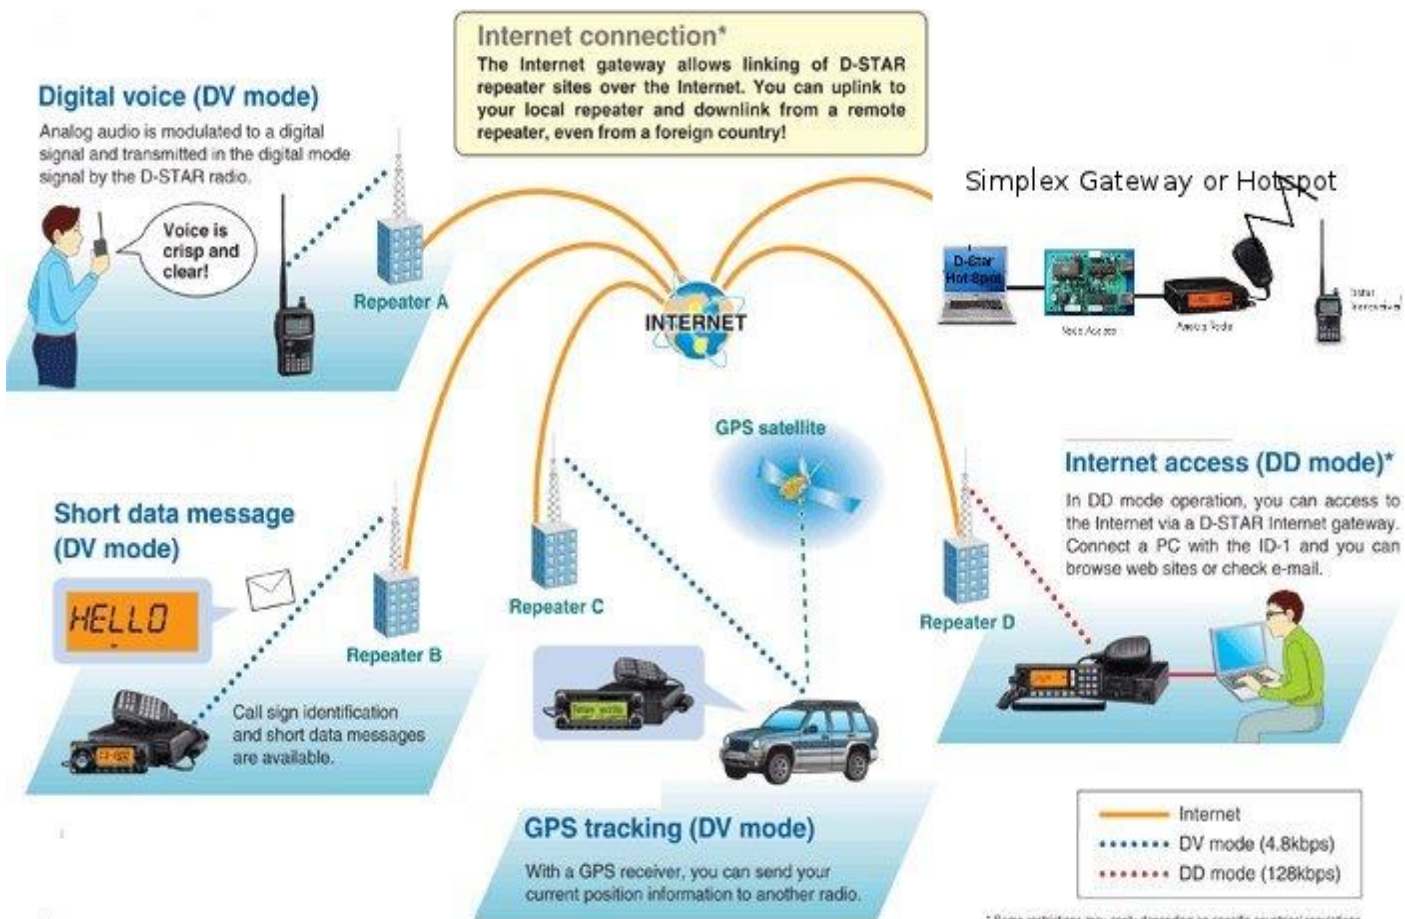 Internet connection*
The Internet gateway allows linking of D-STAR
repeater sites over the Internet. You can uplink to
your local repeater and downlink from a remote
repeater, even from a foreign country!
Digital voice (DV mode)
Analog audio is modulated to a digital
signal and transmitted in the digital mode
signal by the D-STAR radio.
Voice is
crisp and
clear!
Repeater A
INTERNET
Simplex Gateway or Hotspot
D-Star
Hot Spot
Node Access
Analog Radio
GPS satellite
Short data message
(DV mode)
HELLO
Repeater B
Call sign identification
and short data messages
are available.
Repeater C
Repeater D
Internet access (DD mode)*
In DD mode operation, you can access to
the Internet via a D-STAR Internet gateway.
Connect a PC with the ID-1 and you can
browse web sites or check e-mail.
GPS tracking (DV mode)
With a GPS receiver, you can send your
current position information to another radio.
Internet
DV mode (4.8kbps)
DD mode (128kbps)